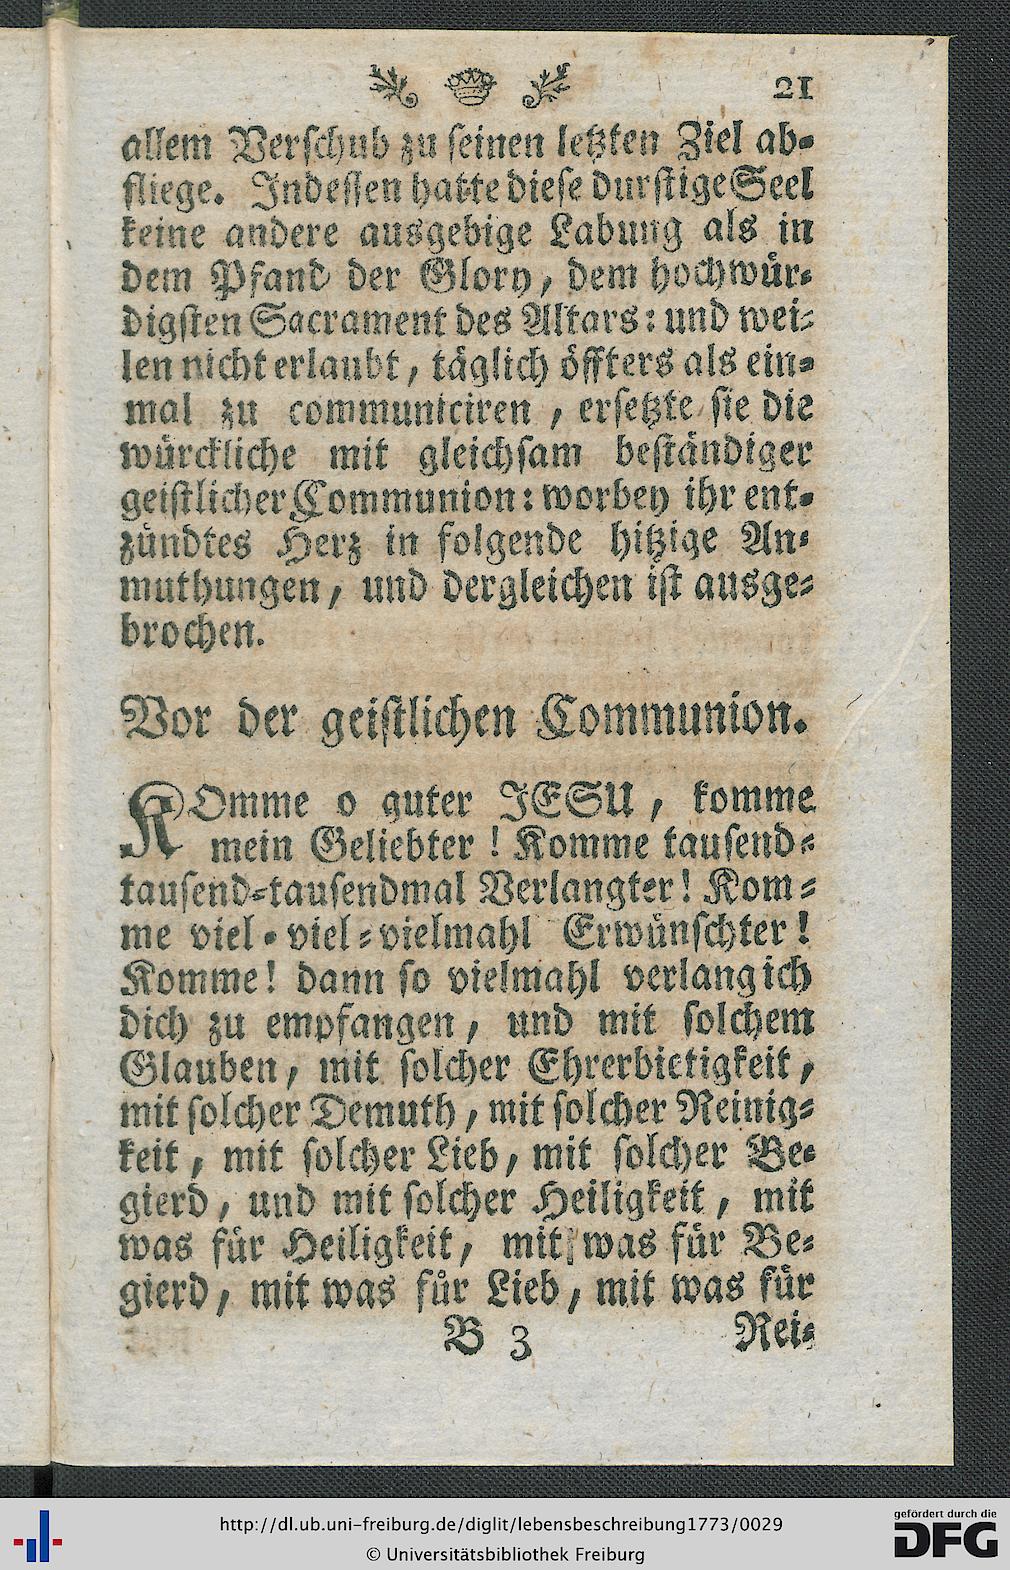 21
allem Verschub zu seinen letzten Ziel ab-
fliege. Indessen hatte diese durstige Seel
keine andere ausgebige Labung als in
dem Pfand der Glory, dem hochwür-
digsten Sacrament des Altars: und wei-
len nicht erlaubt, täglich öffters als ein-
mal zu communiciren, ersetzte sie die
würckliche mit gleichsam beständiger
geistlicher Communion: worbey ihr ent-
zündtes Herz in folgende hitzige An-
muthungen, und dergleichen ist ausge-
brochen.
Vor der geistlichen Communion.
KOmme o guter JESU, komme
mein Geliebter! Komme tausend-
tausend-tausendmal Verlangter! Kom-
me viel-viel-vielmahl Erwünschter!
Komme! dann so vielmahl verlang ich
dich zu empfangen, und mit solchem
Glauben, mit solcher Ehrerbietigkeit,
mit solcher Demuth, mit solcher Reinig-
keit, mit solcher Lieb, mit solcher Be-
gierd, und mit solcher Heiligkeit, mit
was für Heiligkeit, mit was für Be-
gierd, mit was für Lieb, mit was für
B 3 Rei-
http://dl.ub.uni-freiburg.de/diglit/lebensbeschreibung1773/0029
© Universitätsbibliothek Freiburg
gefördert durch die
DFG